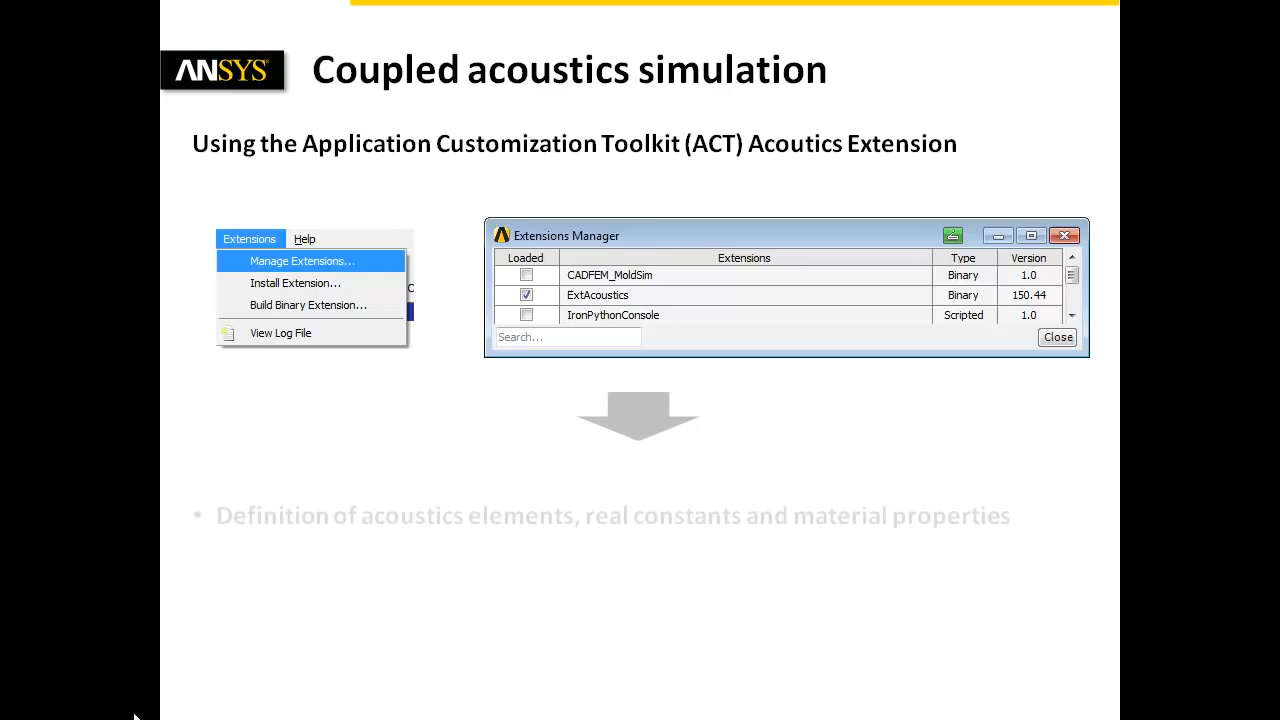 ANSYS Coupled acoustics simulation
Using the Application Customization Toolkit (ACT) Acoutics Extension
Extensions Help
Manage Extensions...
Install Extension...
Build Binary Extension...
View Log File
Extensions Manager
Loaded Extensions Type Version
CADFEM_MoldSim Binary 1.0
ExtAcoustics Binary 150.44
IronPythonConsole Scripted 1.0
Search... Close
• Definition of acoustics elements, real constants and material properties